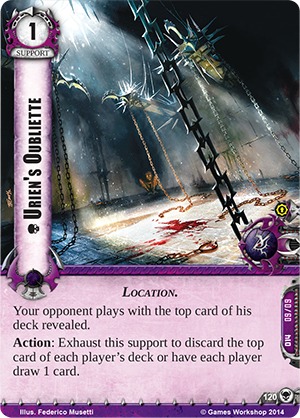 1
SUPPORT
URIEN'S OUBLIETTE
LOCATION.
Your opponent plays with the top card of his
deck revealed.
Action: Exhaust this support to discard the top
card of each player's deck or have each player
draw 1 card.
120
Illus. Federico Musetti
© Games Workshop 2014